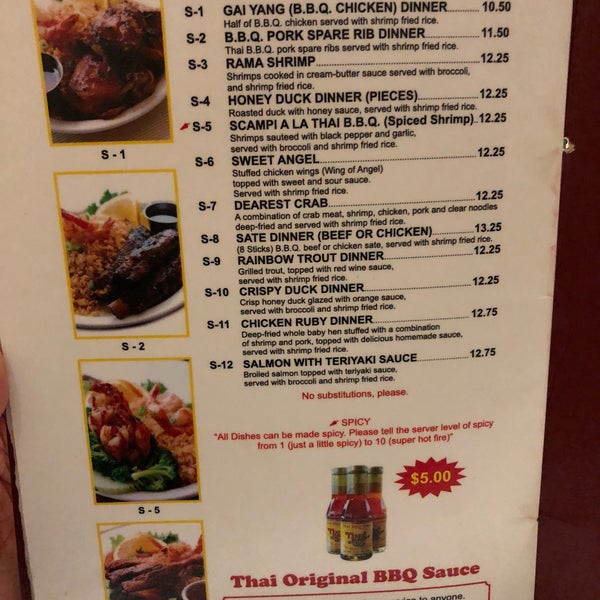 S-1 GAI YANG (B.B.Q. CHICKEN) DINNER 10.50
Half of B.B.Q. chicken served with shrimp fried rice.
S-2 B.B.Q. PORK SPARE RIB DINNER 11.50
Thai B.B.Q. pork spare ribs served with shrimp fried rice.
S-3 RAMA SHRIMP 12.25
Shrimps cooked in cream-butter sauce served with broccoli,
and shrimp fried rice.
S-4 HONEY DUCK DINNER (PIECES) 12.25
Roasted duck with honey sauce, served with shrimp fried rice.
S-5 SCAMPI A LA THAI B.B.Q. (Spiced Shrimp) 12.25
Shrimps sauteed with black pepper and garlic,
served with broccoli and shrimp fried rice.
S-6 SWEET ANGEL 12.25
Stuffed chicken wings (Wing of Angel)
topped with sweet and sour sauce.
Served with shrimp fried rice.
S-7 DEAREST CRAB 12.25
A combination of crab meat, shrimp, chicken, pork and clear noodles
deep-fried and served with shrimp fried rice.
S-8 SATE DINNER (BEEF OR CHICKEN) 13.25
(8 Sticks) B.B.Q. beef or chicken sate, served with shrimp fried rice.
S-9 RAINBOW TROUT DINNER 12.25
Grilled trout, topped with red wine sauce,
served with shrimp fried rice.
S-10 CRISPY DUCK DINNER 12.25
Crisp honey duck glazed with orange sauce,
served with broccoli and shrimp fried rice.
S-11 CHICKEN RUBY DINNER 12.75
Deep-fried whole baby hen stuffed with a combination
of shrimp and pork, topped with delicious homemade sauce,
served with shrimp fried rice.
S-12 SALMON WITH TERIYAKI SAUCE 12.75
Broiled salmon topped with teriyaki sauce,
served with broccoli and shrimp fried rice.
No substitutions, please.
SPICY
"All Dishes can be made spicy. Please tell the server level of spicy
from 1 (just a little spicy) to 10 (super hot fire)"
$5.00
Thai Original BBQ Sauce
to anyone.
S - 1
S - 2
S - 5